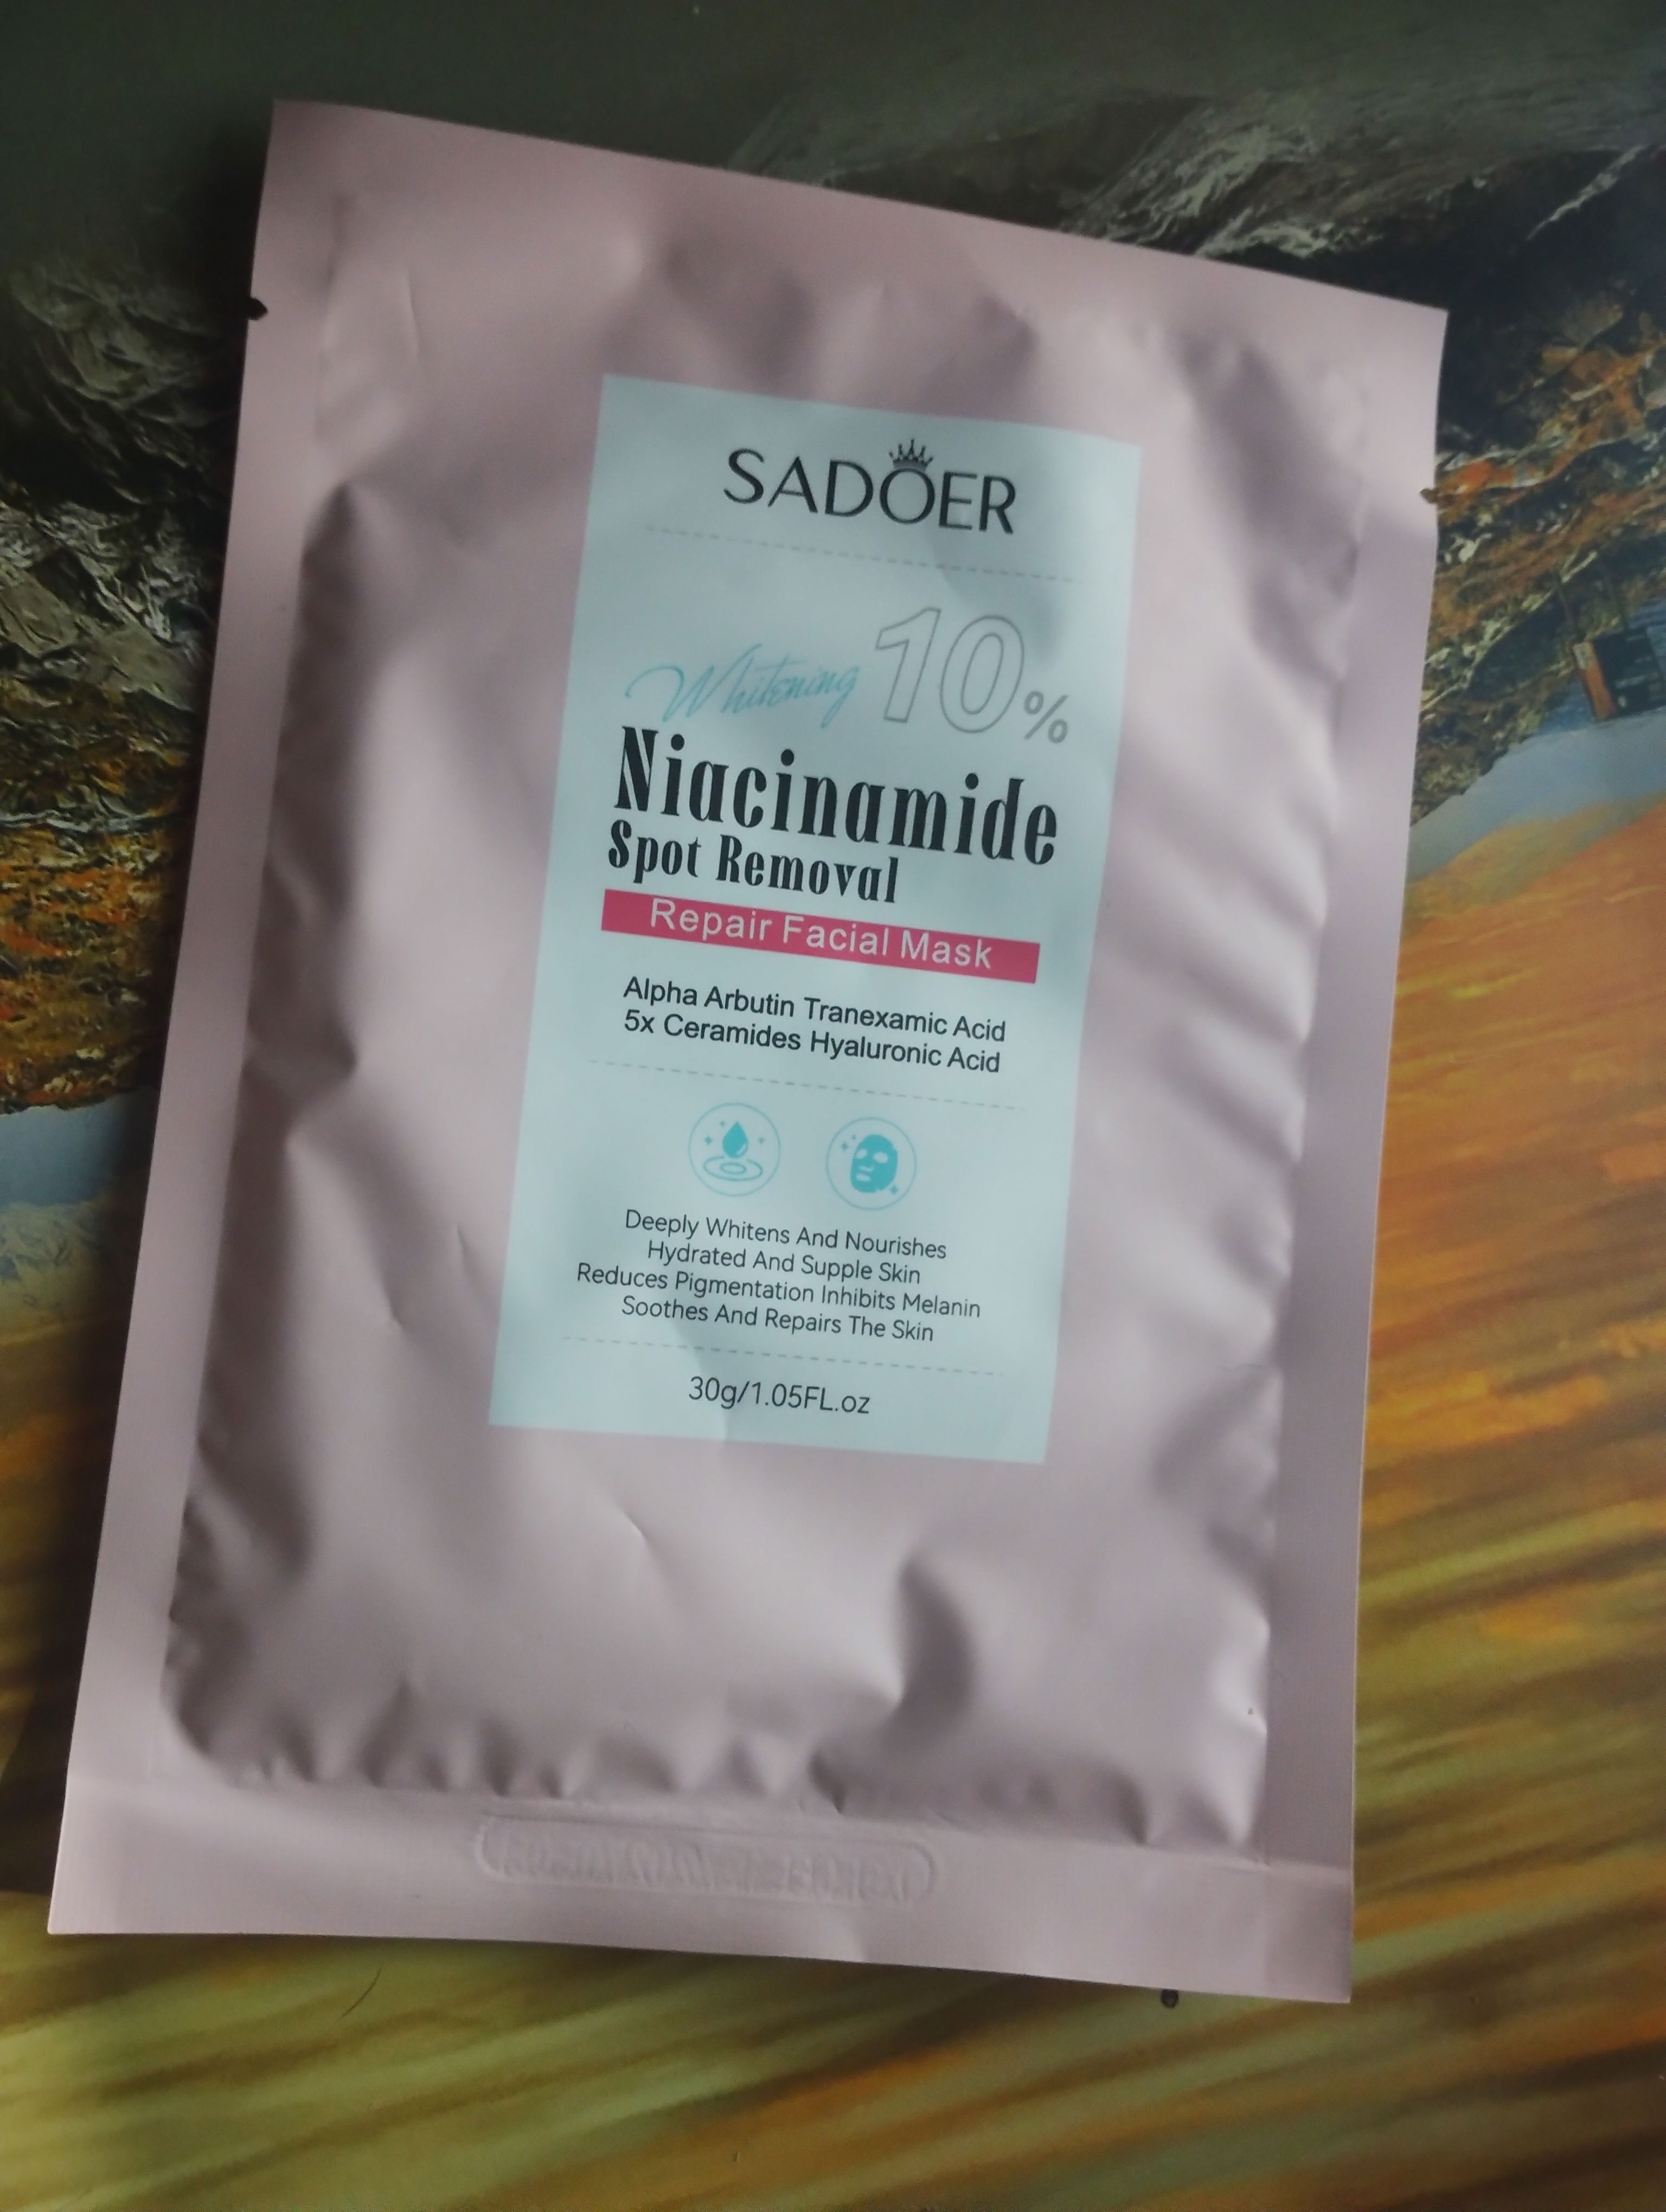 SADOER
Whitening 10%
Niacinamide
Spot Removal
Repair Facial Mask
Alpha Arbutin Tranexamic Acid
5x Ceramides Hyaluronic Acid
Deeply Whitens And Nourishes
Hydrated And Supple Skin
Reduces Pigmentation Inhibits Melanin
Soothes And Repairs The Skin
30g/1.05FL.oz